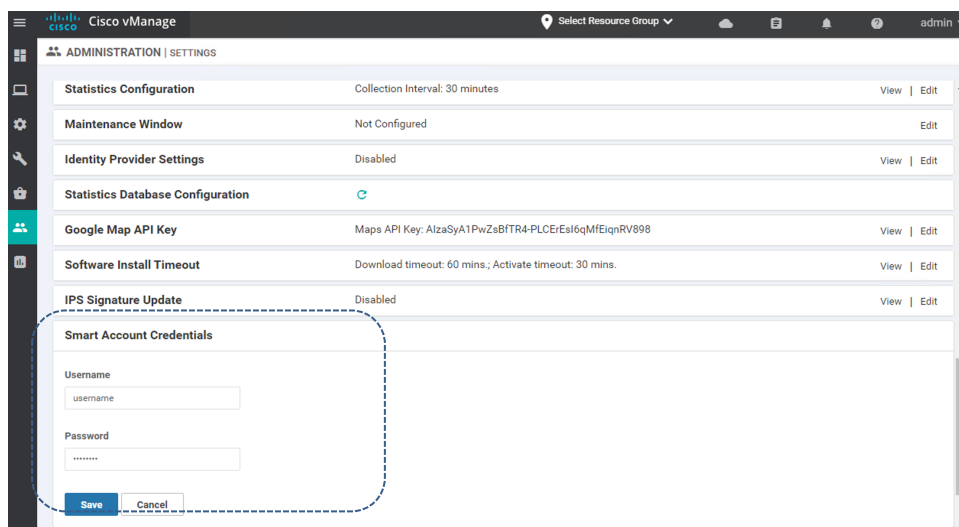 cisco Cisco vManage Select Resource Group admin
ADMINISTRATION | SETTINGS
Statistics Configuration Collection Interval: 30 minutes View | Edit
Maintenance Window Not Configured Edit
Identity Provider Settings Disabled View | Edit
Statistics Database Configuration
Google Map API Key Maps API Key: AIzaSyA1PwZsBfTR4-PLCErEsI6qMfEiqnRV898 View | Edit
Software Install Timeout Download timeout: 60 mins.; Activate timeout: 30 mins. View | Edit
IPS Signature Update Disabled View | Edit
Smart Account Credentials
Username
username
Password
........
Save Cancel